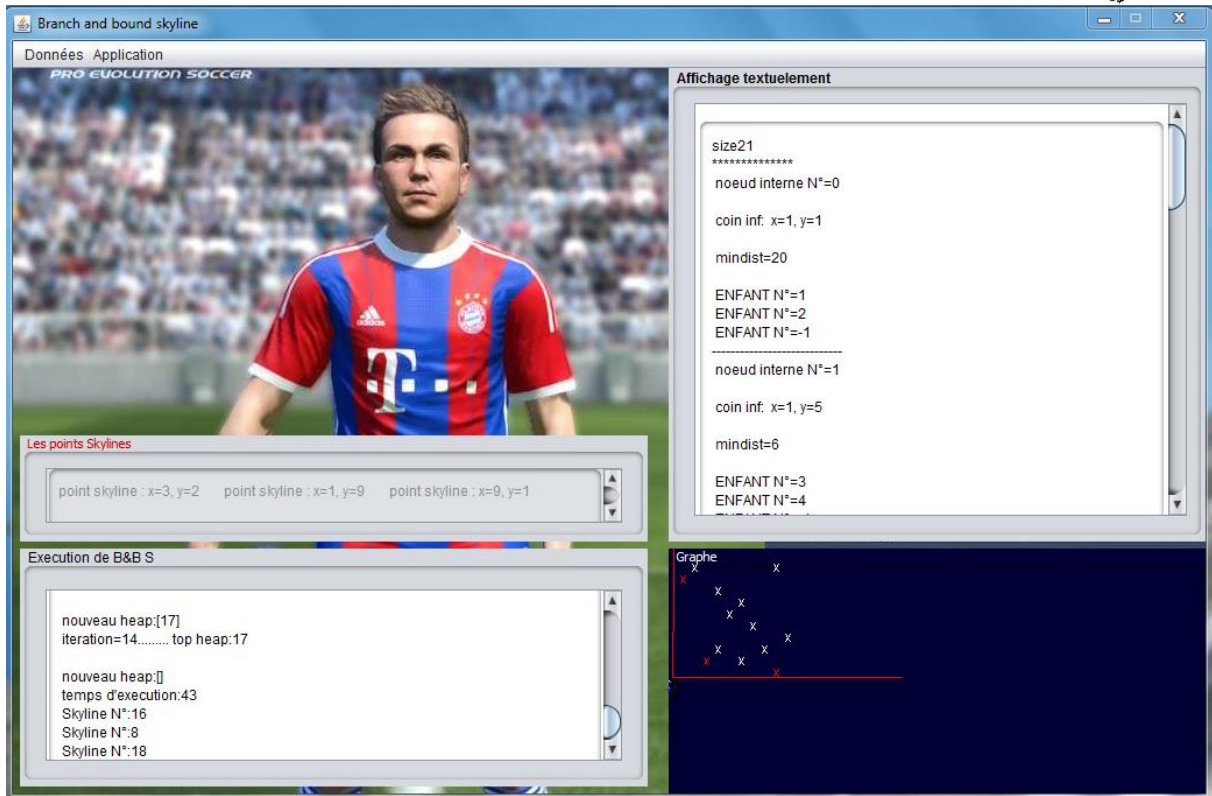 Branch and bound skyline
Données Application
PRO EVOLUTION SOCCER
adidas
T
Les points Skylines
point skyline : x=3, y=2 point skyline : x=1, y=9 point skyline : x=9, y=1
Execution de B&B S
nouveau heap:[17]
iteration=14......... top heap:17
nouveau heap:[]
temps d'execution:43
Skyline N°:16
Skyline N°:8
Skyline N°:18
Affichage textuelement
size21
**************
noeud interne N°=0
coin inf: x=1, y=1
mindist=20
ENFANT N°=1
ENFANT N°=2
ENFANT N°=-1
----------------------------
noeud interne N°=1
coin inf: x=1, y=5
mindist=6
ENFANT N°=3
ENFANT N°=4
Graphe